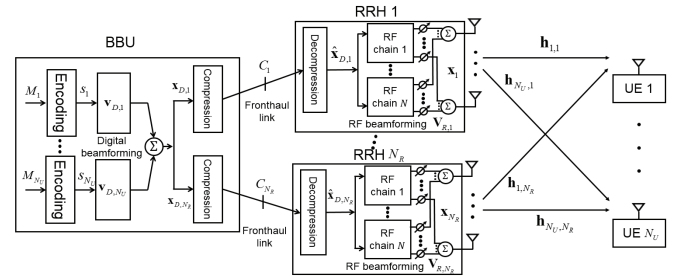 BBU
M_1
Encoding
s_1
v_{D,1}
Digital
beamforming
M_{N_U}
Encoding
s_{N_U}
v_{D,N_U}
Σ
x_{D,1}
Compression
x_{D,N_R}
Compression
C_1
Fronthaul
link
C_{N_R}
Fronthaul
link
RRH 1
Decompression
x̂_{D,1}
RF
chain 1
RF
chain N
Σ
Σ
x_1
RF beamforming
V_{R,1}
RRH N_R
Decompression
x̂_{D,N_R}
RF
chain 1
RF
chain N
Σ
Σ
x_{N_R}
RF beamforming
V_{R,N_R}
h_{1,1}
h_{N_U,1}
h_{1,N_R}
h_{N_U,N_R}
UE 1
UE N_U